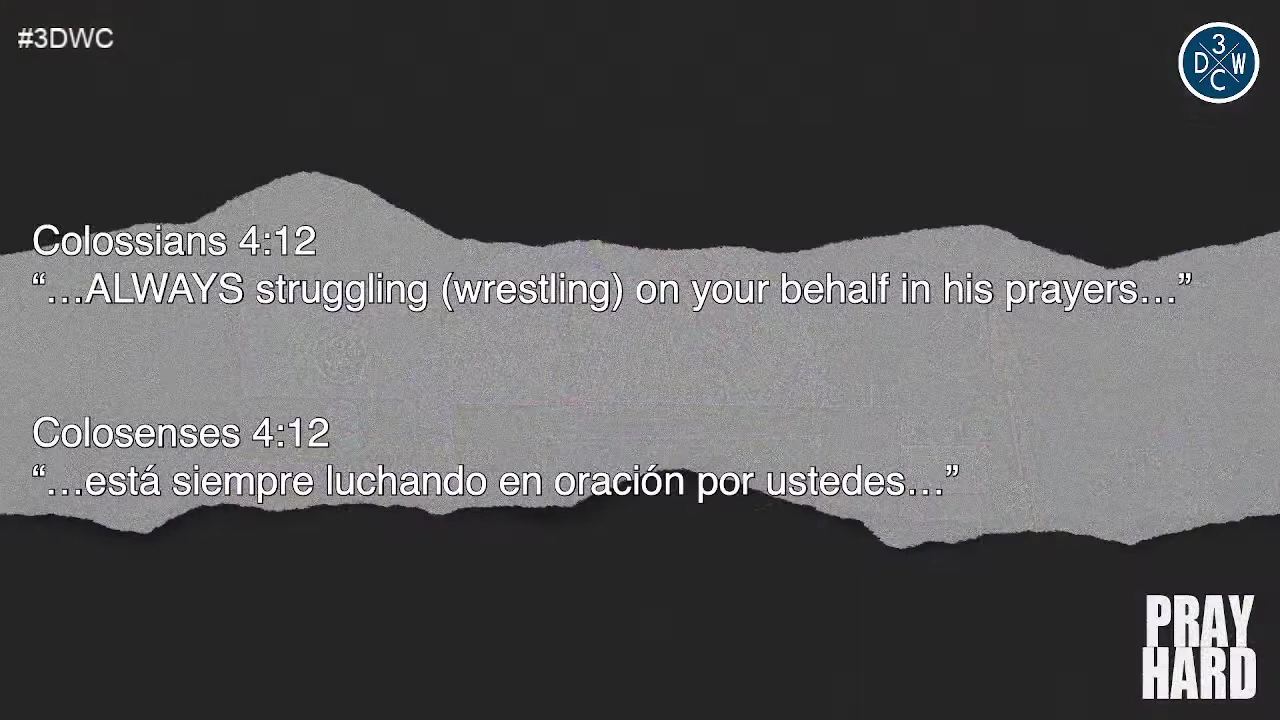 #3DWC
3
D W
C
Colossians 4:12
“…ALWAYS struggling (wrestling) on your behalf in his prayers…”
Colosenses 4:12
“…está siempre luchando en oración por ustedes…”
PRAY
HARD